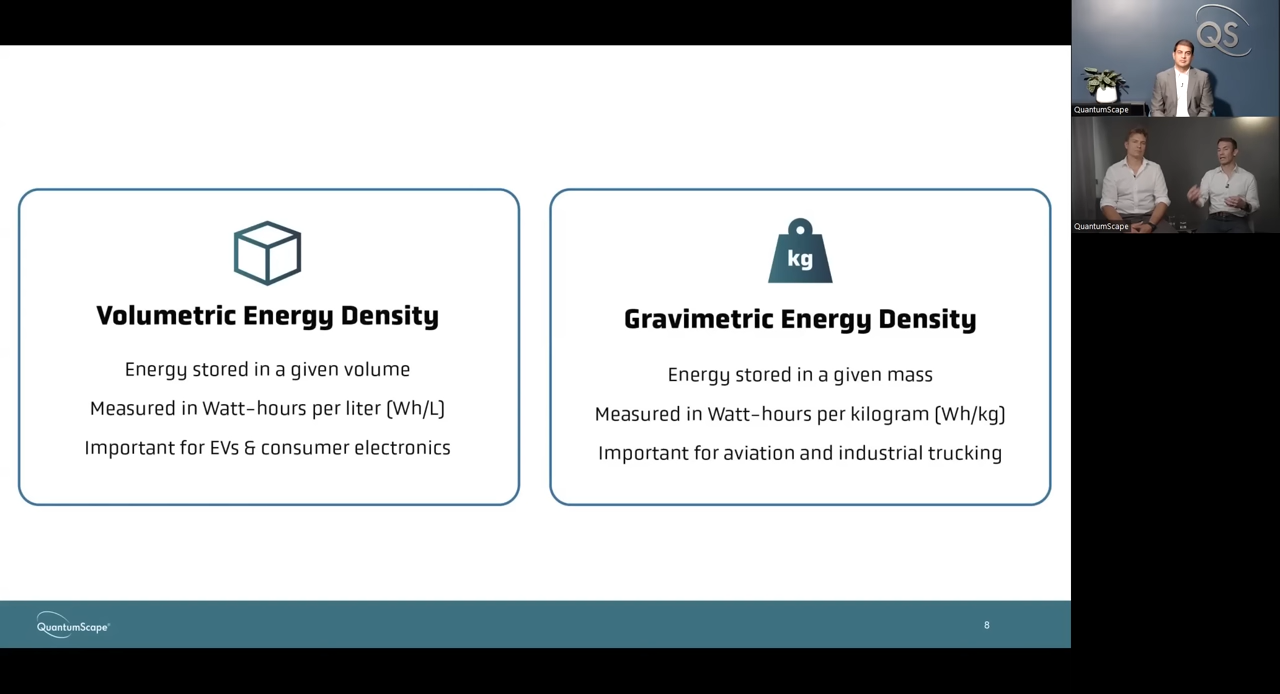 Volumetric Energy Density
Energy stored in a given volume
Measured in Watt-hours per liter (Wh/L)
Important for EVs & consumer electronics
kg
Gravimetric Energy Density
Energy stored in a given mass
Measured in Watt-hours per kilogram (Wh/kg)
Important for aviation and industrial trucking
QuantumScape
8
QS
QuantumScape
QuantumScape